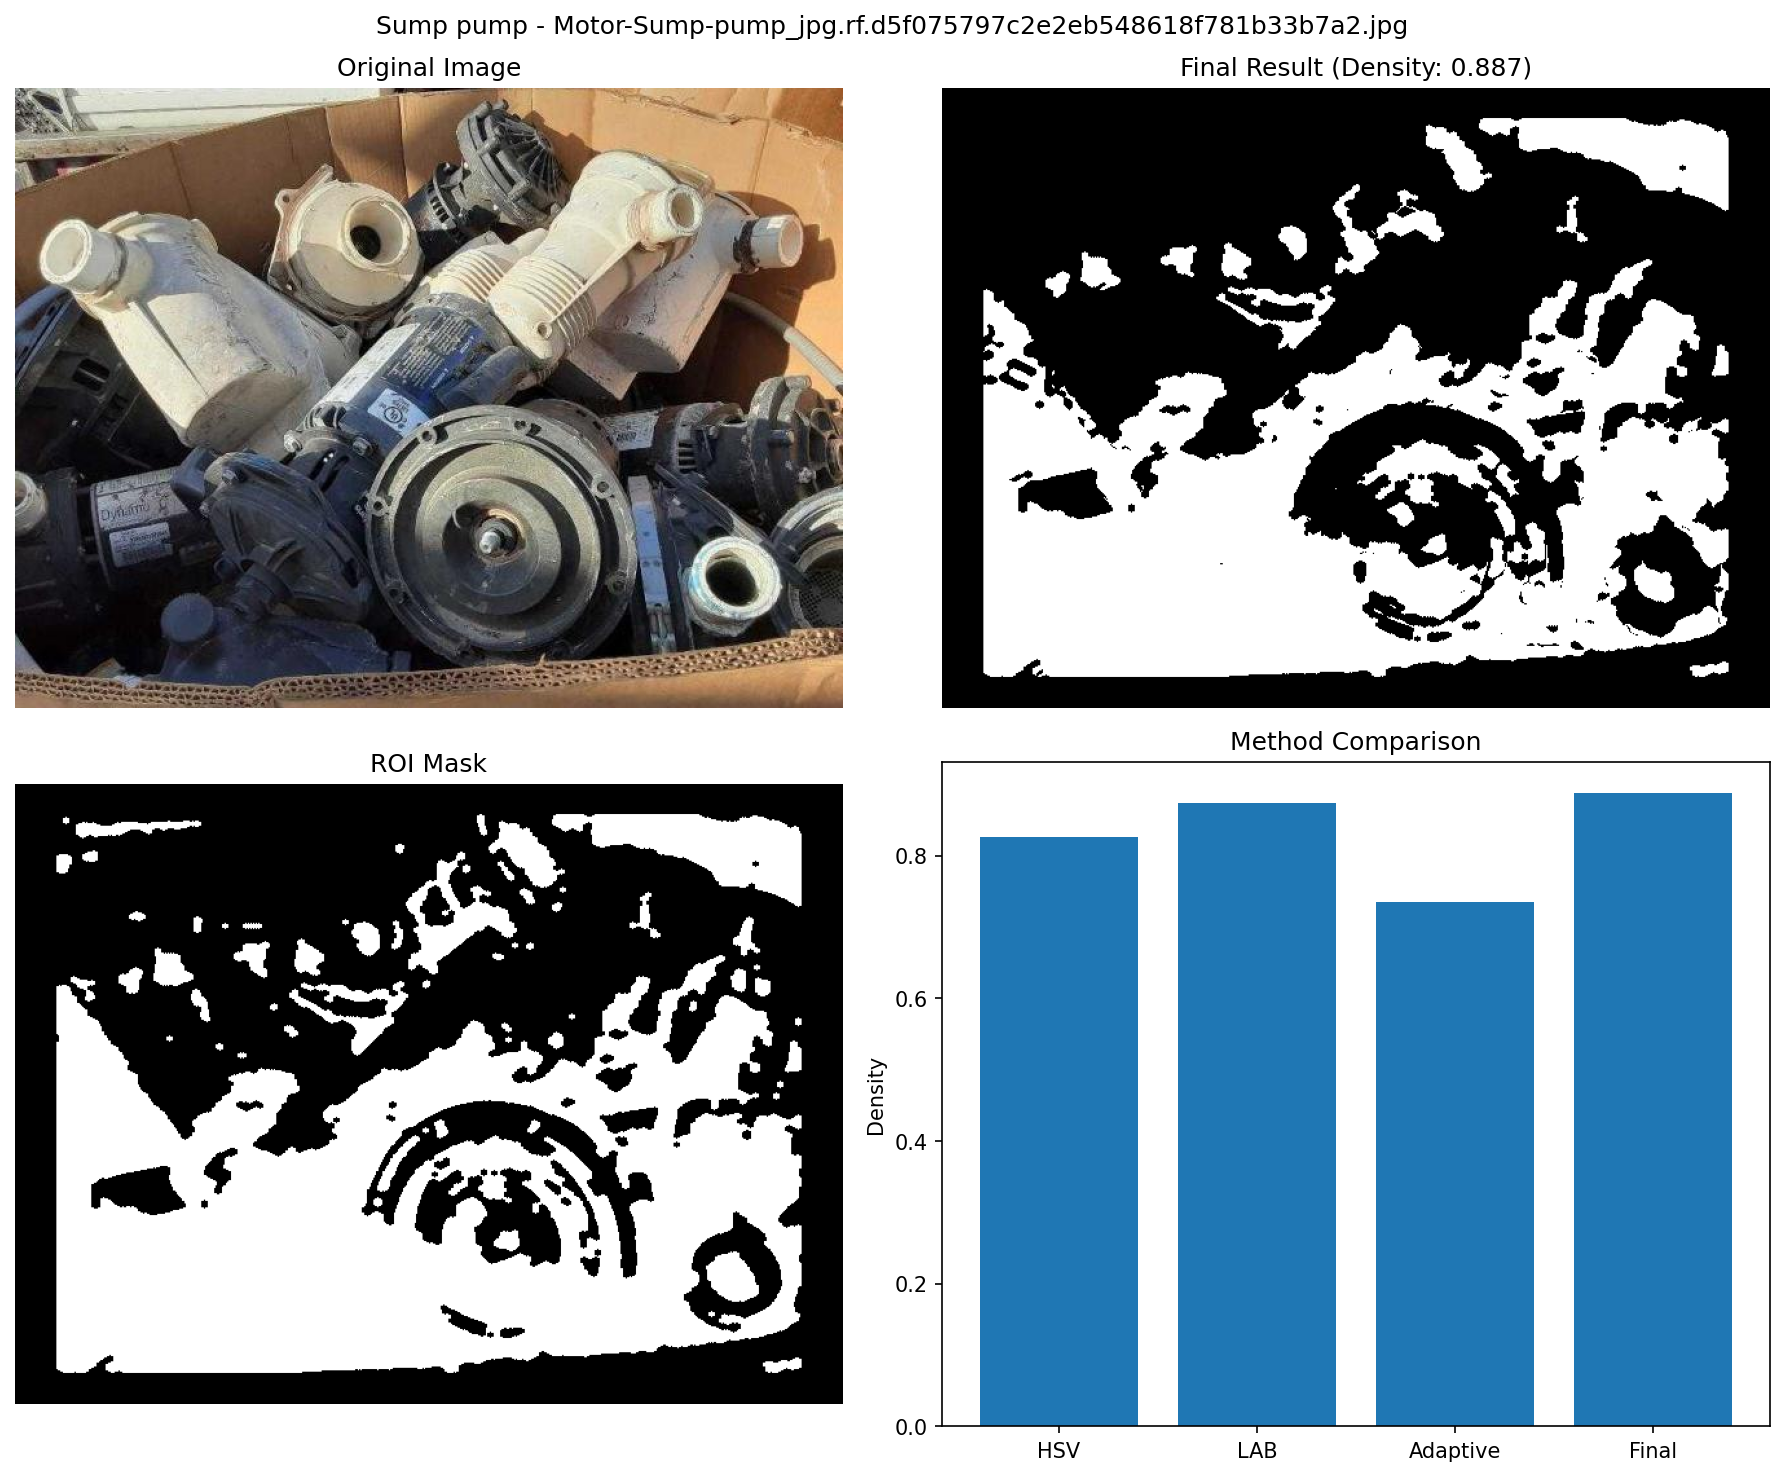 Sump pump - Motor-Sump-pump_jpg.rf.d5f075797c2e2eb548618f781b33b7a2.jpg
Original Image
Final Result (Density: 0.887)
Dynamo
ROI Mask
Method Comparison
Density
0.8
0.6
0.4
0.2
0.0
HSV
LAB
Adaptive
Final